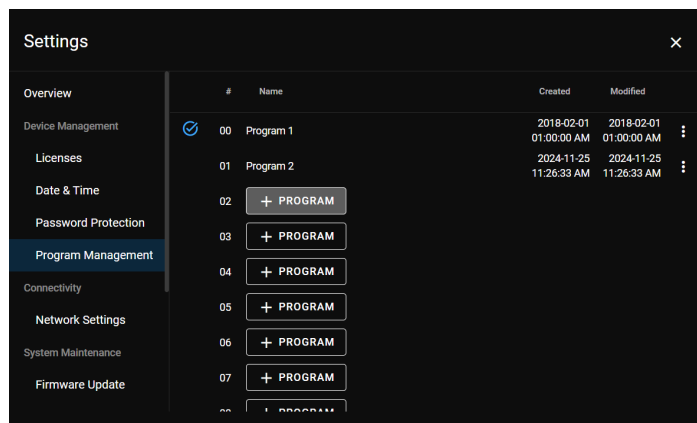 Settings
Overview
Device Management
Licenses
Date & Time
Password Protection
Program Management
Connectivity
Network Settings
System Maintenance
Firmware Update
# Name Created Modified
00 Program 1 2018-02-01 01:00:00 AM 2018-02-01 01:00:00 AM
01 Program 2 2024-11-25 11:26:33 AM 2024-11-25 11:26:33 AM
02 + PROGRAM
03 + PROGRAM
04 + PROGRAM
05 + PROGRAM
06 + PROGRAM
07 + PROGRAM